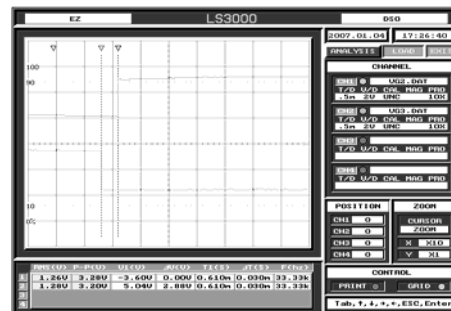 EZ LS3000 DSO
2007.01.04 17:26:40
ANALYSIS LOAD EXIT
CHANNEL
CH1 VG2.DAT
T/D V/D CAL MAG PRO
.5m 2V UNC 10X
CH2 VG3.DAT
T/D V/D CAL MAG PRO
.5m 2V UNC 10X
CH3
T/D V/D CAL MAG PRO
CH4
T/D V/D CAL MAG PRO
100
90
10
0%
POSITION ZOOM
CH1 0 CURSOR
CH2 0 ZOOM
CH3 0 X X10
CH4 0 Y X1
CONTROL
PRINT GRID
RMS(V) P-P(V) V1(V) ΔV(V) T1(S) ΔT(S) F(Hz)
1 1.26V 3.28V -3.60V 0.00V 0.610m 0.030m 33.33k
2 1.28V 3.20V 5.04V 2.88V 0.610m 0.030m 33.33k
3
4
Tab,↑,↓,→,←,ESC,Enter